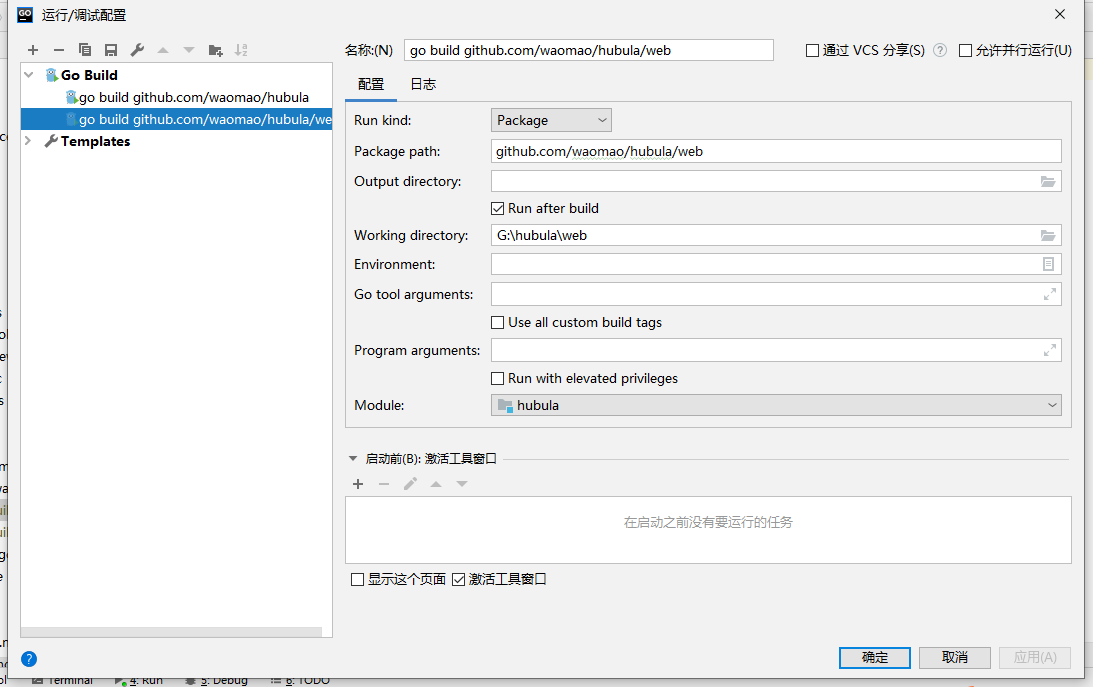 GO 运行/调试配置
名称:(N) go build github.com/waomao/hubula/web 通过 VCS 分享(S) ? 允许并行运行(U)
Go Build
go build github.com/waomao/hubula
go build github.com/waomao/hubula/we
Templates
配置 日志
Run kind: Package
Package path: github.com/waomao/hubula/web
Output directory:
Run after build
Working directory: G:\hubula\web
Environment:
Go tool arguments:
Use all custom build tags
Program arguments:
Run with elevated privileges
Module: hubula
启动前(B): 激活工具窗口
在启动之前没有要运行的任务
显示这个页面 激活工具窗口
? 确定 取消 应用(A)
Terminal 4: Run 5: Debug 6: TODO